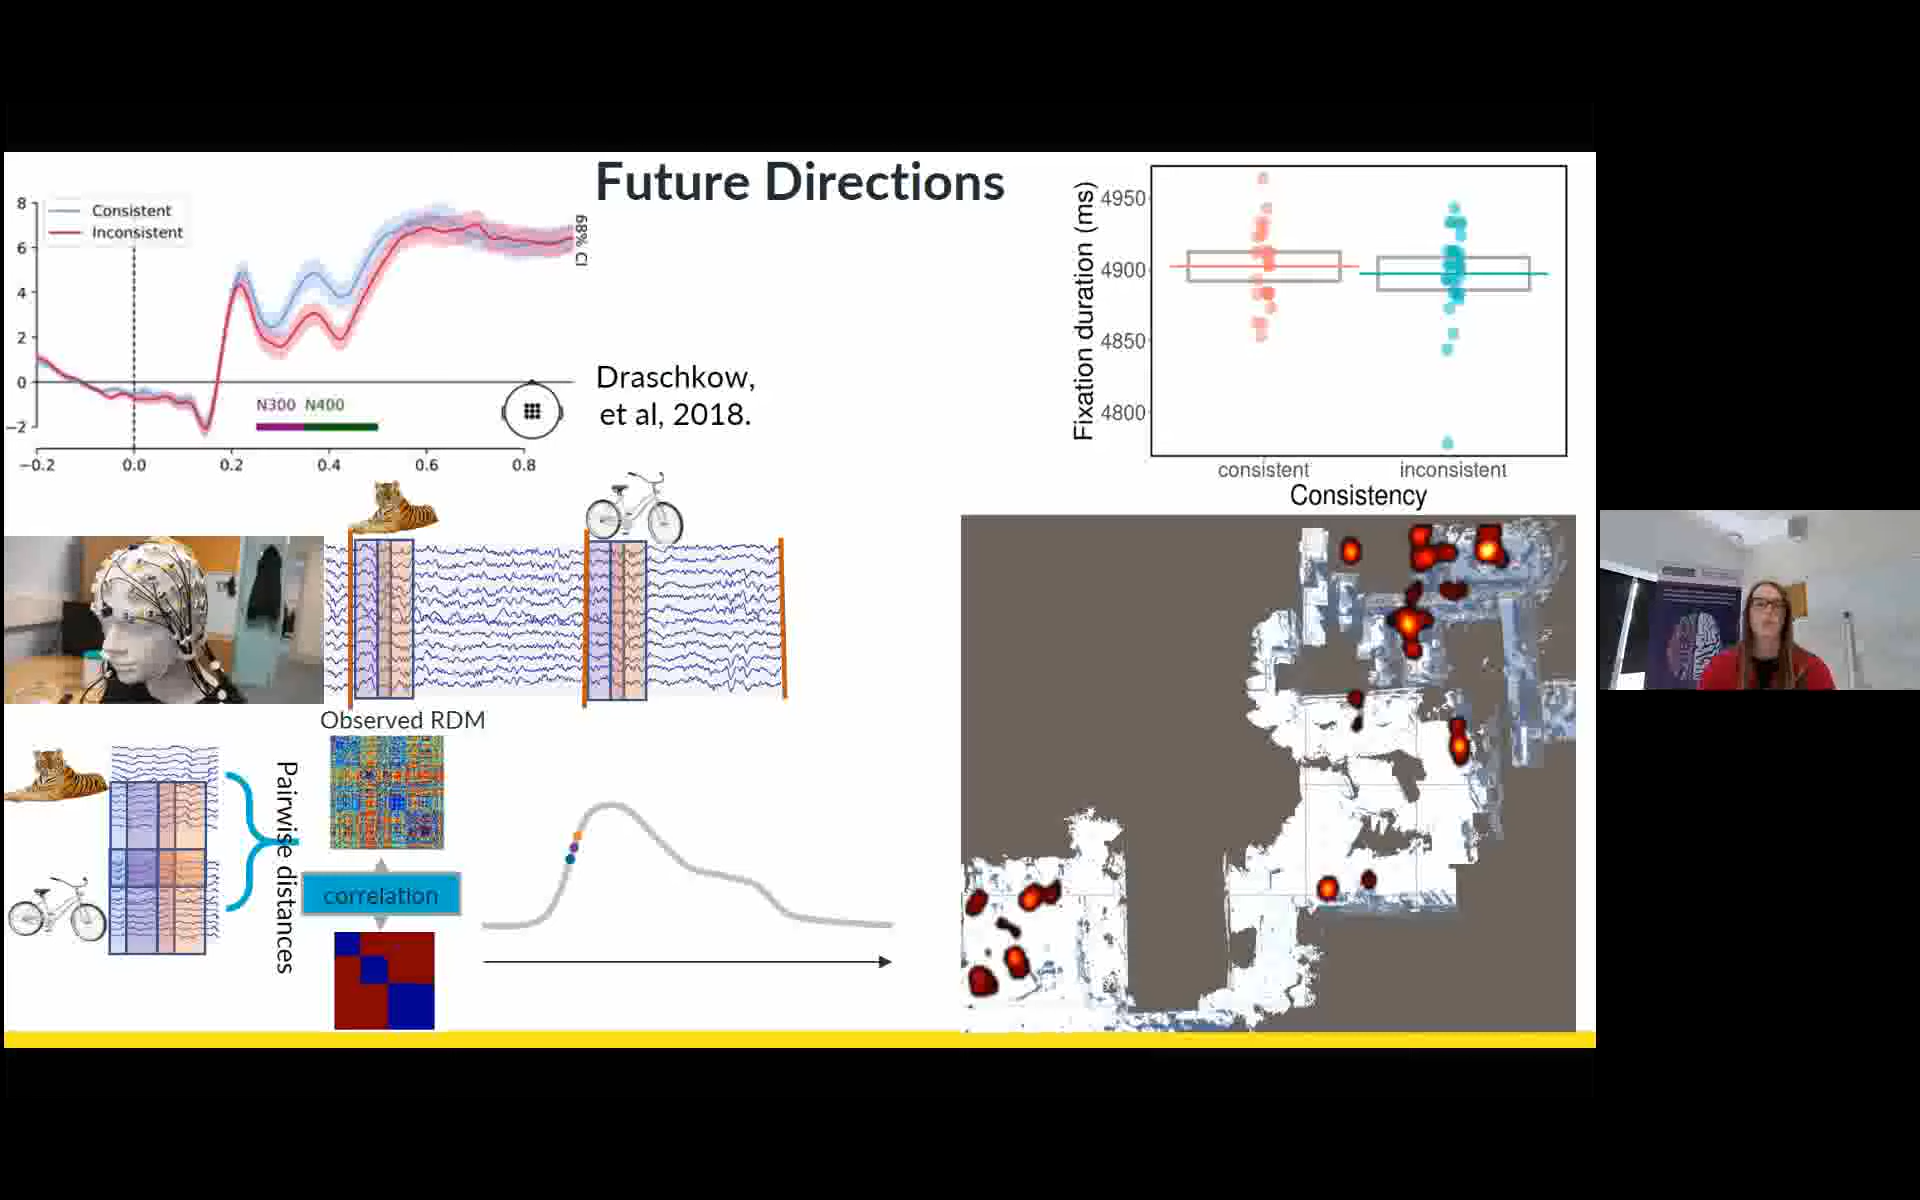 Future Directions
8
6
4
2
0
−2
Consistent
Inconsistent
68% CI
N300 N400
−0.2 0.0 0.2 0.4 0.6 0.8
Draschkow,
et al, 2018.
Fixation duration (ms)
4950
4900
4850
4800
consistent inconsistent
Consistency
Observed RDM
Pairwise distances
correlation